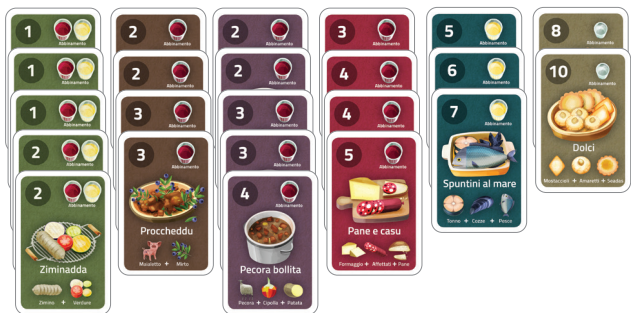 1
Abbinamento
1
Abbinamento
1
Abbinamento
2
Abbinamento
2
Abbinamento
Ziminadda
Zimino + Verdure
2
Abbinamento
2
Abbinamento
3
Abbinamento
3
Abbinamento
Proccheddu
Maialetto + Mirto
2
Abbinamento
2
Abbinamento
3
Abbinamento
3
Abbinamento
4
Abbinamento
Pecora bollita
Pecora + Cipolla + Patata
3
Abbinamento
4
Abbinamento
4
Abbinamento
5
Abbinamento
Pane e casu
Formaggio + Affettati + Pane
5
Abbinamento
6
Abbinamento
7
Abbinamento
Spuntini al mare
Tonno + Cozze + Pesce
8
Abbinamento
10
Abbinamento
Dolci
Mostaccioli + Amaretti + Seadas